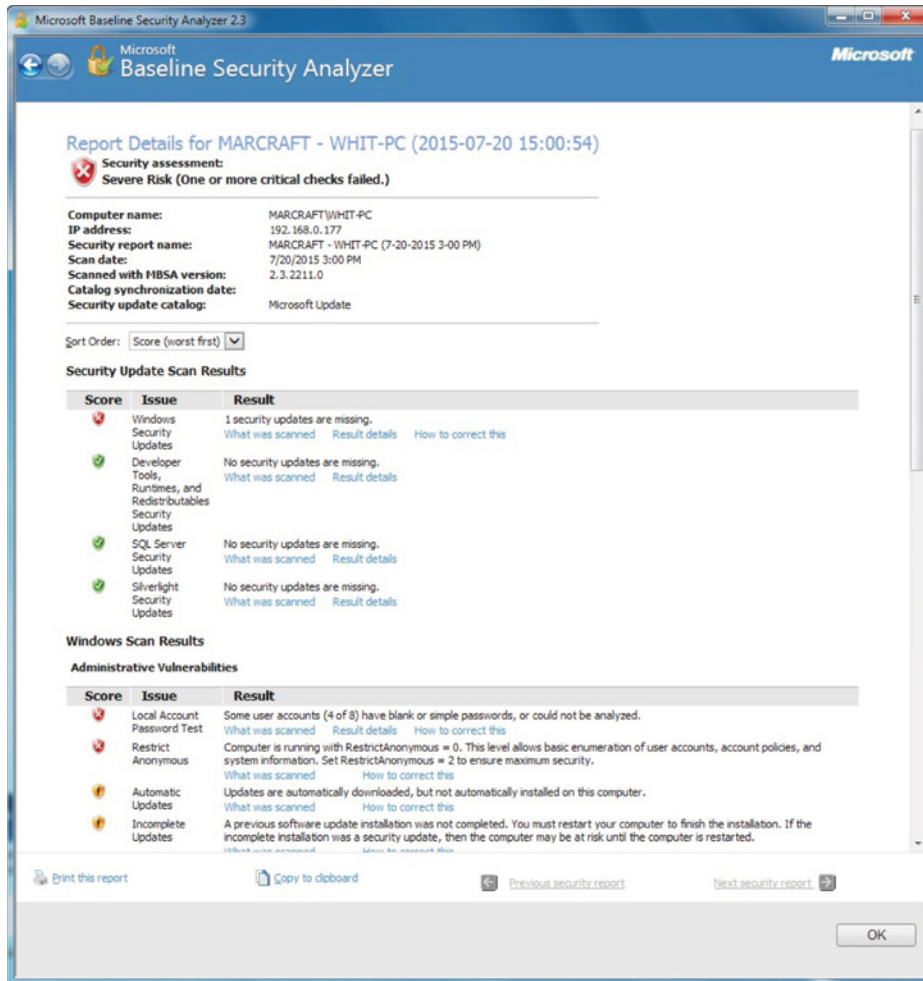 Microsoft Baseline Security Analyzer 2.3
Microsoft
Baseline Security Analyzer
Microsoft
Report Details for MARCRAFT - WHIT-PC (2015-07-20 15:00:54)
Security assessment:
Severe Risk (One or more critical checks failed.)
Computer name: MARCRAFT\WHIT-PC
IP address: 192.168.0.177
Security report name: MARCRAFT - WHIT-PC (7-20-2015 3-00 PM)
Scan date: 7/20/2015 3:00 PM
Scanned with MBSA version: 2.3.2211.0
Catalog synchronization date:
Security update catalog: Microsoft Update
Sort Order: Score (worst first)
Security Update Scan Results
Score Issue Result
Windows 1 security updates are missing.
Security What was scanned Result details How to correct this
Updates
Developer No security updates are missing.
Tools, What was scanned Result details
Runtimes, and
Redistributables
Security
Updates
SQL Server No security updates are missing.
Security What was scanned Result details
Updates
Silverlight No security updates are missing.
Security What was scanned Result details
Updates
Windows Scan Results
Administrative Vulnerabilities
Score Issue Result
Local Account Some user accounts (4 of 8) have blank or simple passwords, or could not be analyzed.
Password Test What was scanned Result details How to correct this
Restrict Computer is running with RestrictAnonymous = 0. This level allows basic enumeration of user accounts, account policies, and
Anonymous system information. Set RestrictAnonymous = 2 to ensure maximum security.
What was scanned How to correct this
Automatic Updates are automatically downloaded, but not automatically installed on this computer.
Updates What was scanned How to correct this
Incomplete A previous software update installation was not completed. You must restart your computer to finish the installation. If the
Updates incomplete installation was a security update, then the computer may be at risk until the computer is restarted.
What was scanned How to correct this
Print this report Copy to clipboard Previous security report Next security report
OK